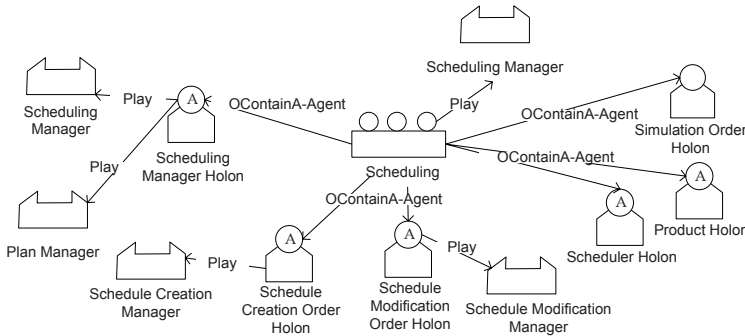 Scheduling Manager
Play
Scheduling
Manager
A
Scheduling
Manager Holon
OContainA-Agent
Play
OContainA-Agent
Simulation Order
Holon
Play
Scheduling
OContainA-Agent
A
Product Holon
OContainA-Agent
A
Scheduler Holon
Plan Manager
Schedule Creation
Manager
Play
A
Schedule
Creation Order
Holon
A
Schedule
Modification
Order Holon
Play
Schedule Modification
Manager